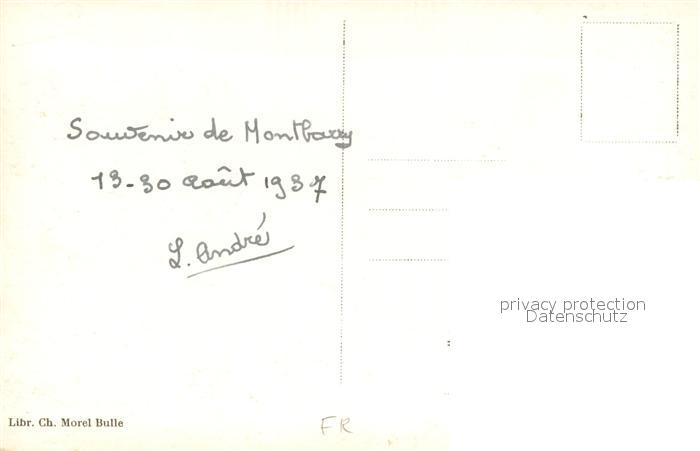 Souvenir de Montbarry
13-30 août 1937
L. André
privacy protection
Datenschutz
Libr. Ch. Morel Bulle
FR